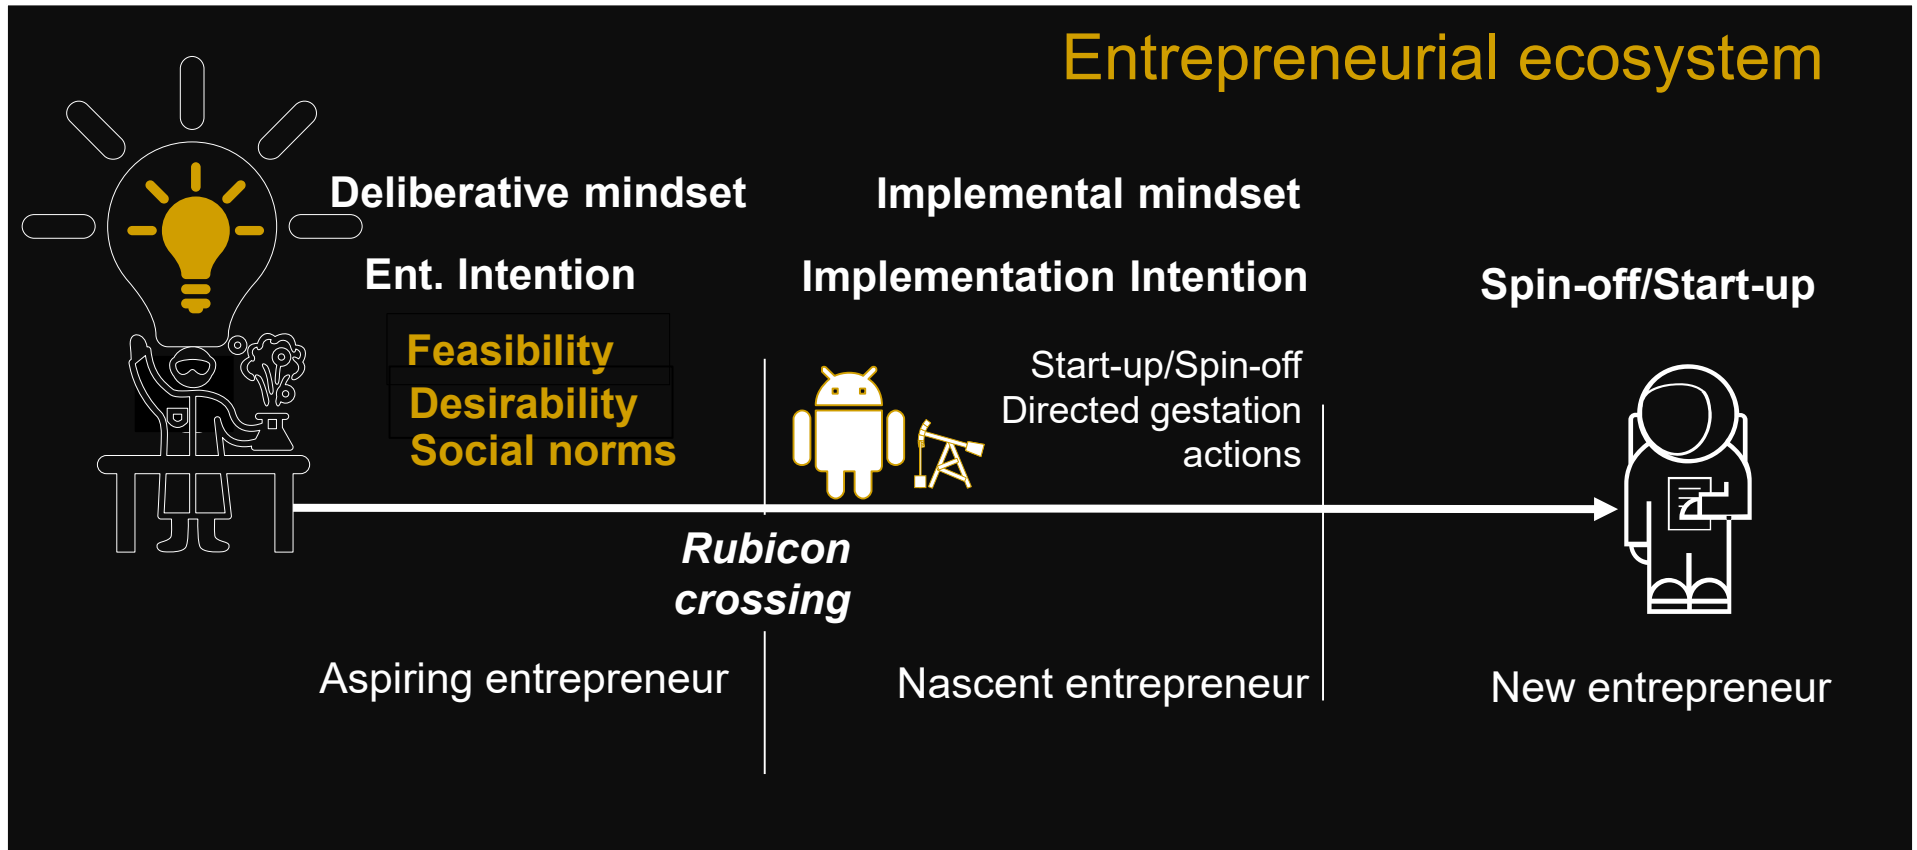 Entrepreneurial ecosystem
Deliberative mindset
Implemental mindset
Ent. Intention
Implementation Intention
Spin-off/Start-up
Feasibility
Desirability
Social norms
Start-up/Spin-off
Directed gestation
actions
Rubicon
crossing
Aspiring entrepreneur
Nascent entrepreneur
New entrepreneur